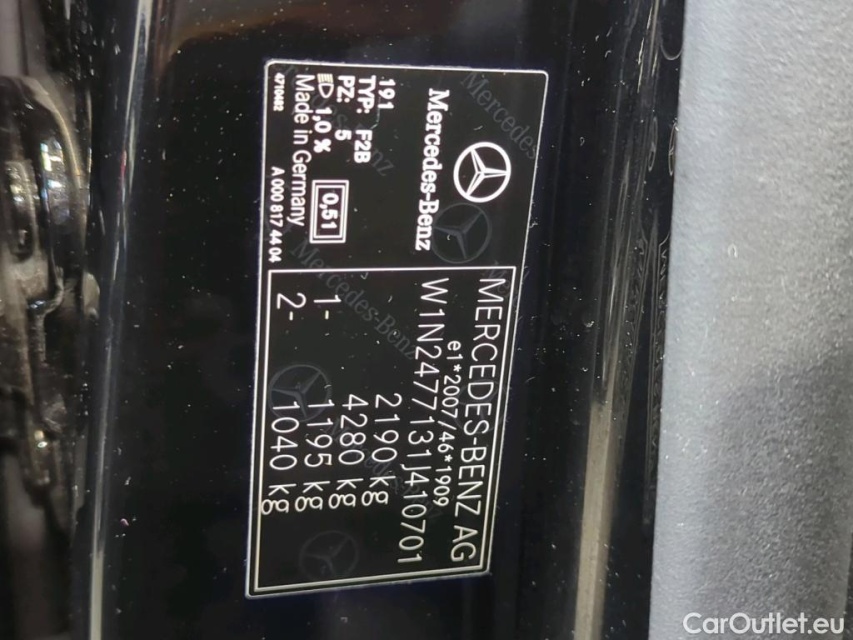 Mercedes-Benz
191
TYP: F2B
PZ: 5
1,0 % 0,51
Made in Germany
4710482 A 000 817 44 04
MERCEDES-BENZ AG
e1*2007/46*1909
W1N2477131J410701
2190 kg
4280 kg
1- 1195 kg
2- 1040 kg
CarOutlet.eu